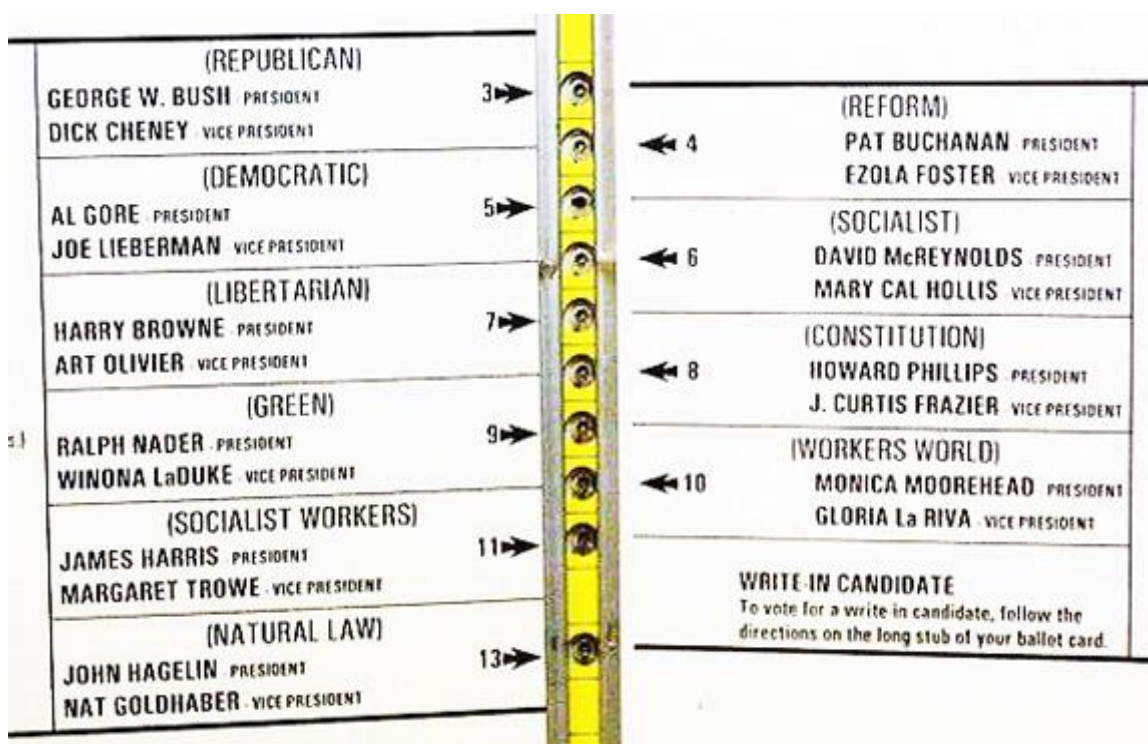 (REPUBLICAN)
GEORGE W. BUSH PRESIDENT
DICK CHENEY VICE PRESIDENT
3
(DEMOCRATIC)
AL GORE PRESIDENT
JOE LIEBERMAN VICE PRESIDENT
5
(LIBERTARIAN)
HARRY BROWNE PRESIDENT
ART OLIVIER VICE PRESIDENT
7
(GREEN)
RALPH NADER PRESIDENT
WINONA LaDUKE VICE PRESIDENT
9
(SOCIALIST WORKERS)
JAMES HARRIS PRESIDENT
MARGARET TROWE VICE PRESIDENT
11
(NATURAL LAW)
JOHN HAGELIN PRESIDENT
NAT GOLDHABER VICE PRESIDENT
13
(REFORM)
PAT BUCHANAN PRESIDENT
EZOLA FOSTER VICE PRESIDENT
4
(SOCIALIST)
DAVID McREYNOLDS PRESIDENT
MARY CAL HOLLIS VICE PRESIDENT
6
(CONSTITUTION)
HOWARD PHILLIPS PRESIDENT
J. CURTIS FRAZIER VICE PRESIDENT
8
(WORKERS WORLD)
MONICA MOOREHEAD PRESIDENT
GLORIA La RIVA VICE PRESIDENT
10
WRITE-IN CANDIDATE
To vote for a write in candidate, follow the
directions on the long stub of your ballot card.